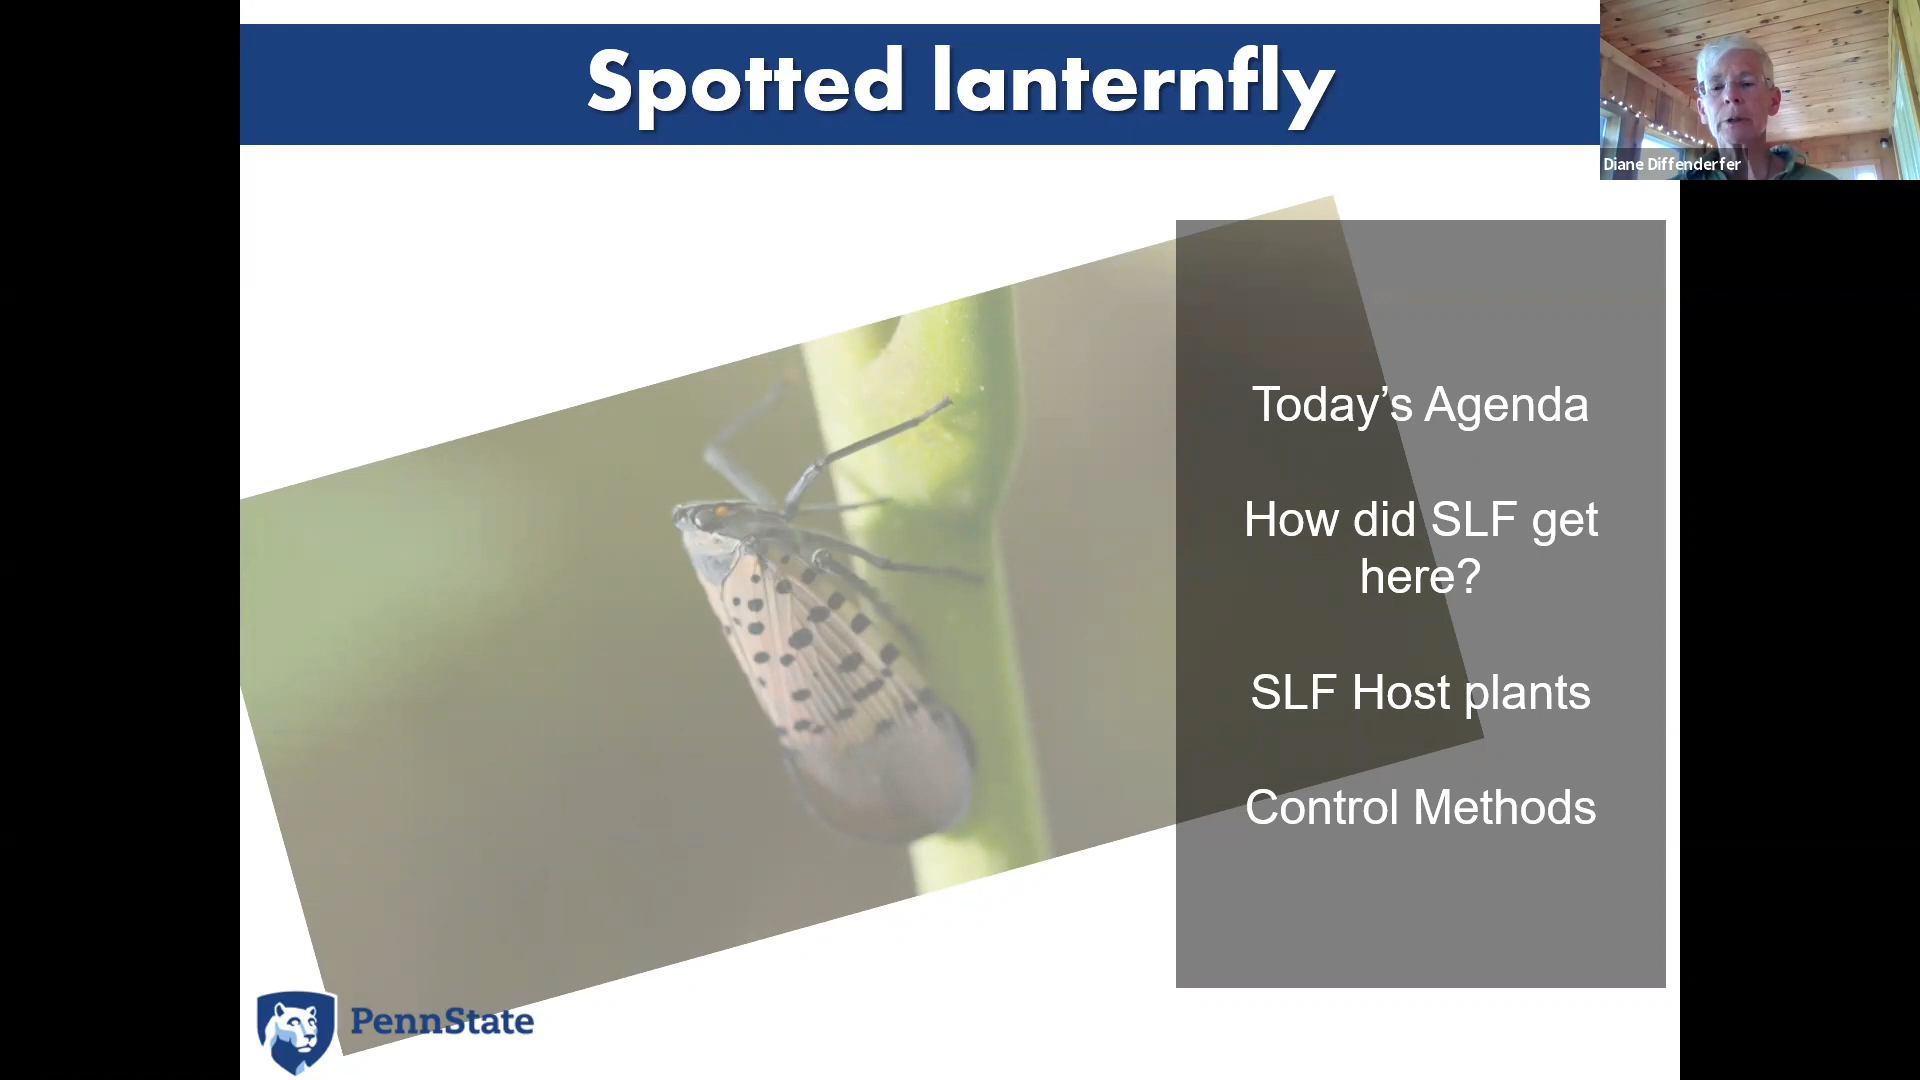 Spotted lanternfly
Diane Diffenderfer
Today’s Agenda
How did SLF get
here?
SLF Host plants
Control Methods
PennState